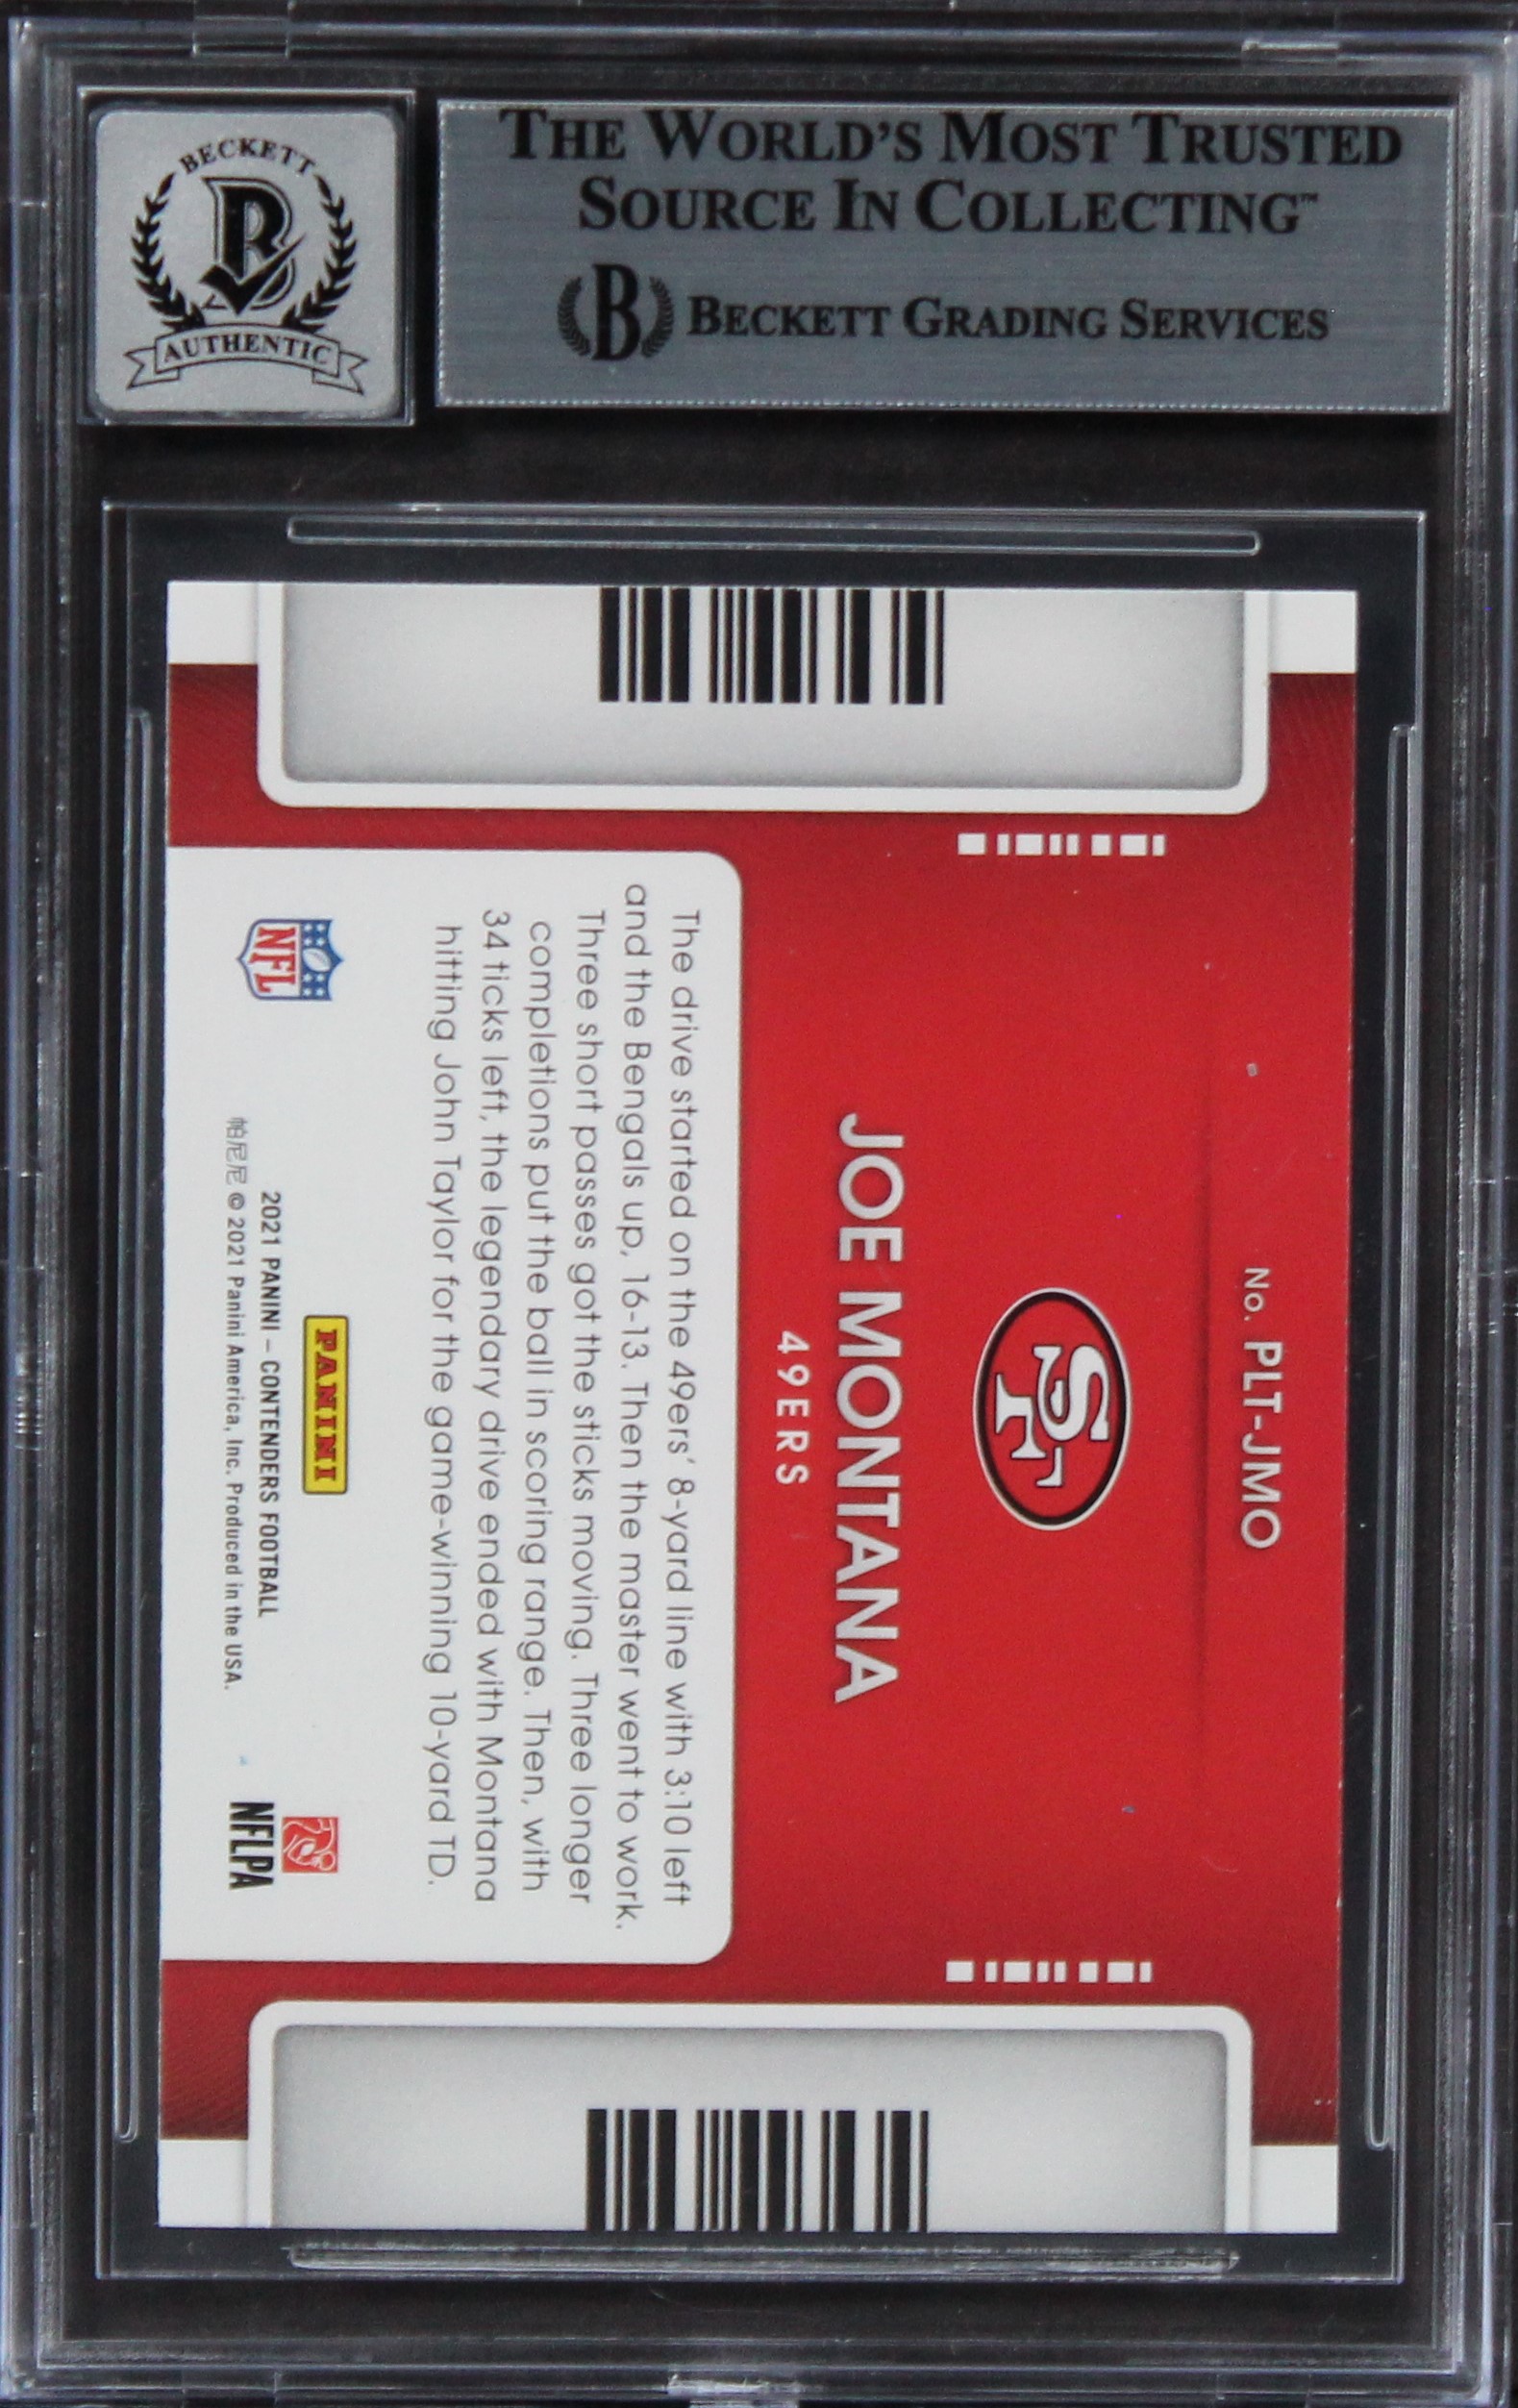 BECKETT
B
AUTHENTIC
THE WORLD'S MOST TRUSTED
SOURCE IN COLLECTING™
B BECKETT GRADING SERVICES
No. PLT-JMO
SF
JOE MONTANA
49ERS
The drive started on the 49ers' 8-yard line with 3:10 left
and the Bengals up, 16-13. Then the master went to work.
Three short passes got the sticks moving. Three longer
completions put the ball in scoring range. Then, with
34 ticks left, the legendary drive ended with Montana
hitting John Taylor for the game-winning 10-yard TD.
NFL
PANINI
2021 PANINI – CONTENDERS FOOTBALL
帕尼尼 © 2021 Panini America, Inc. Produced in the USA.
NFLPA